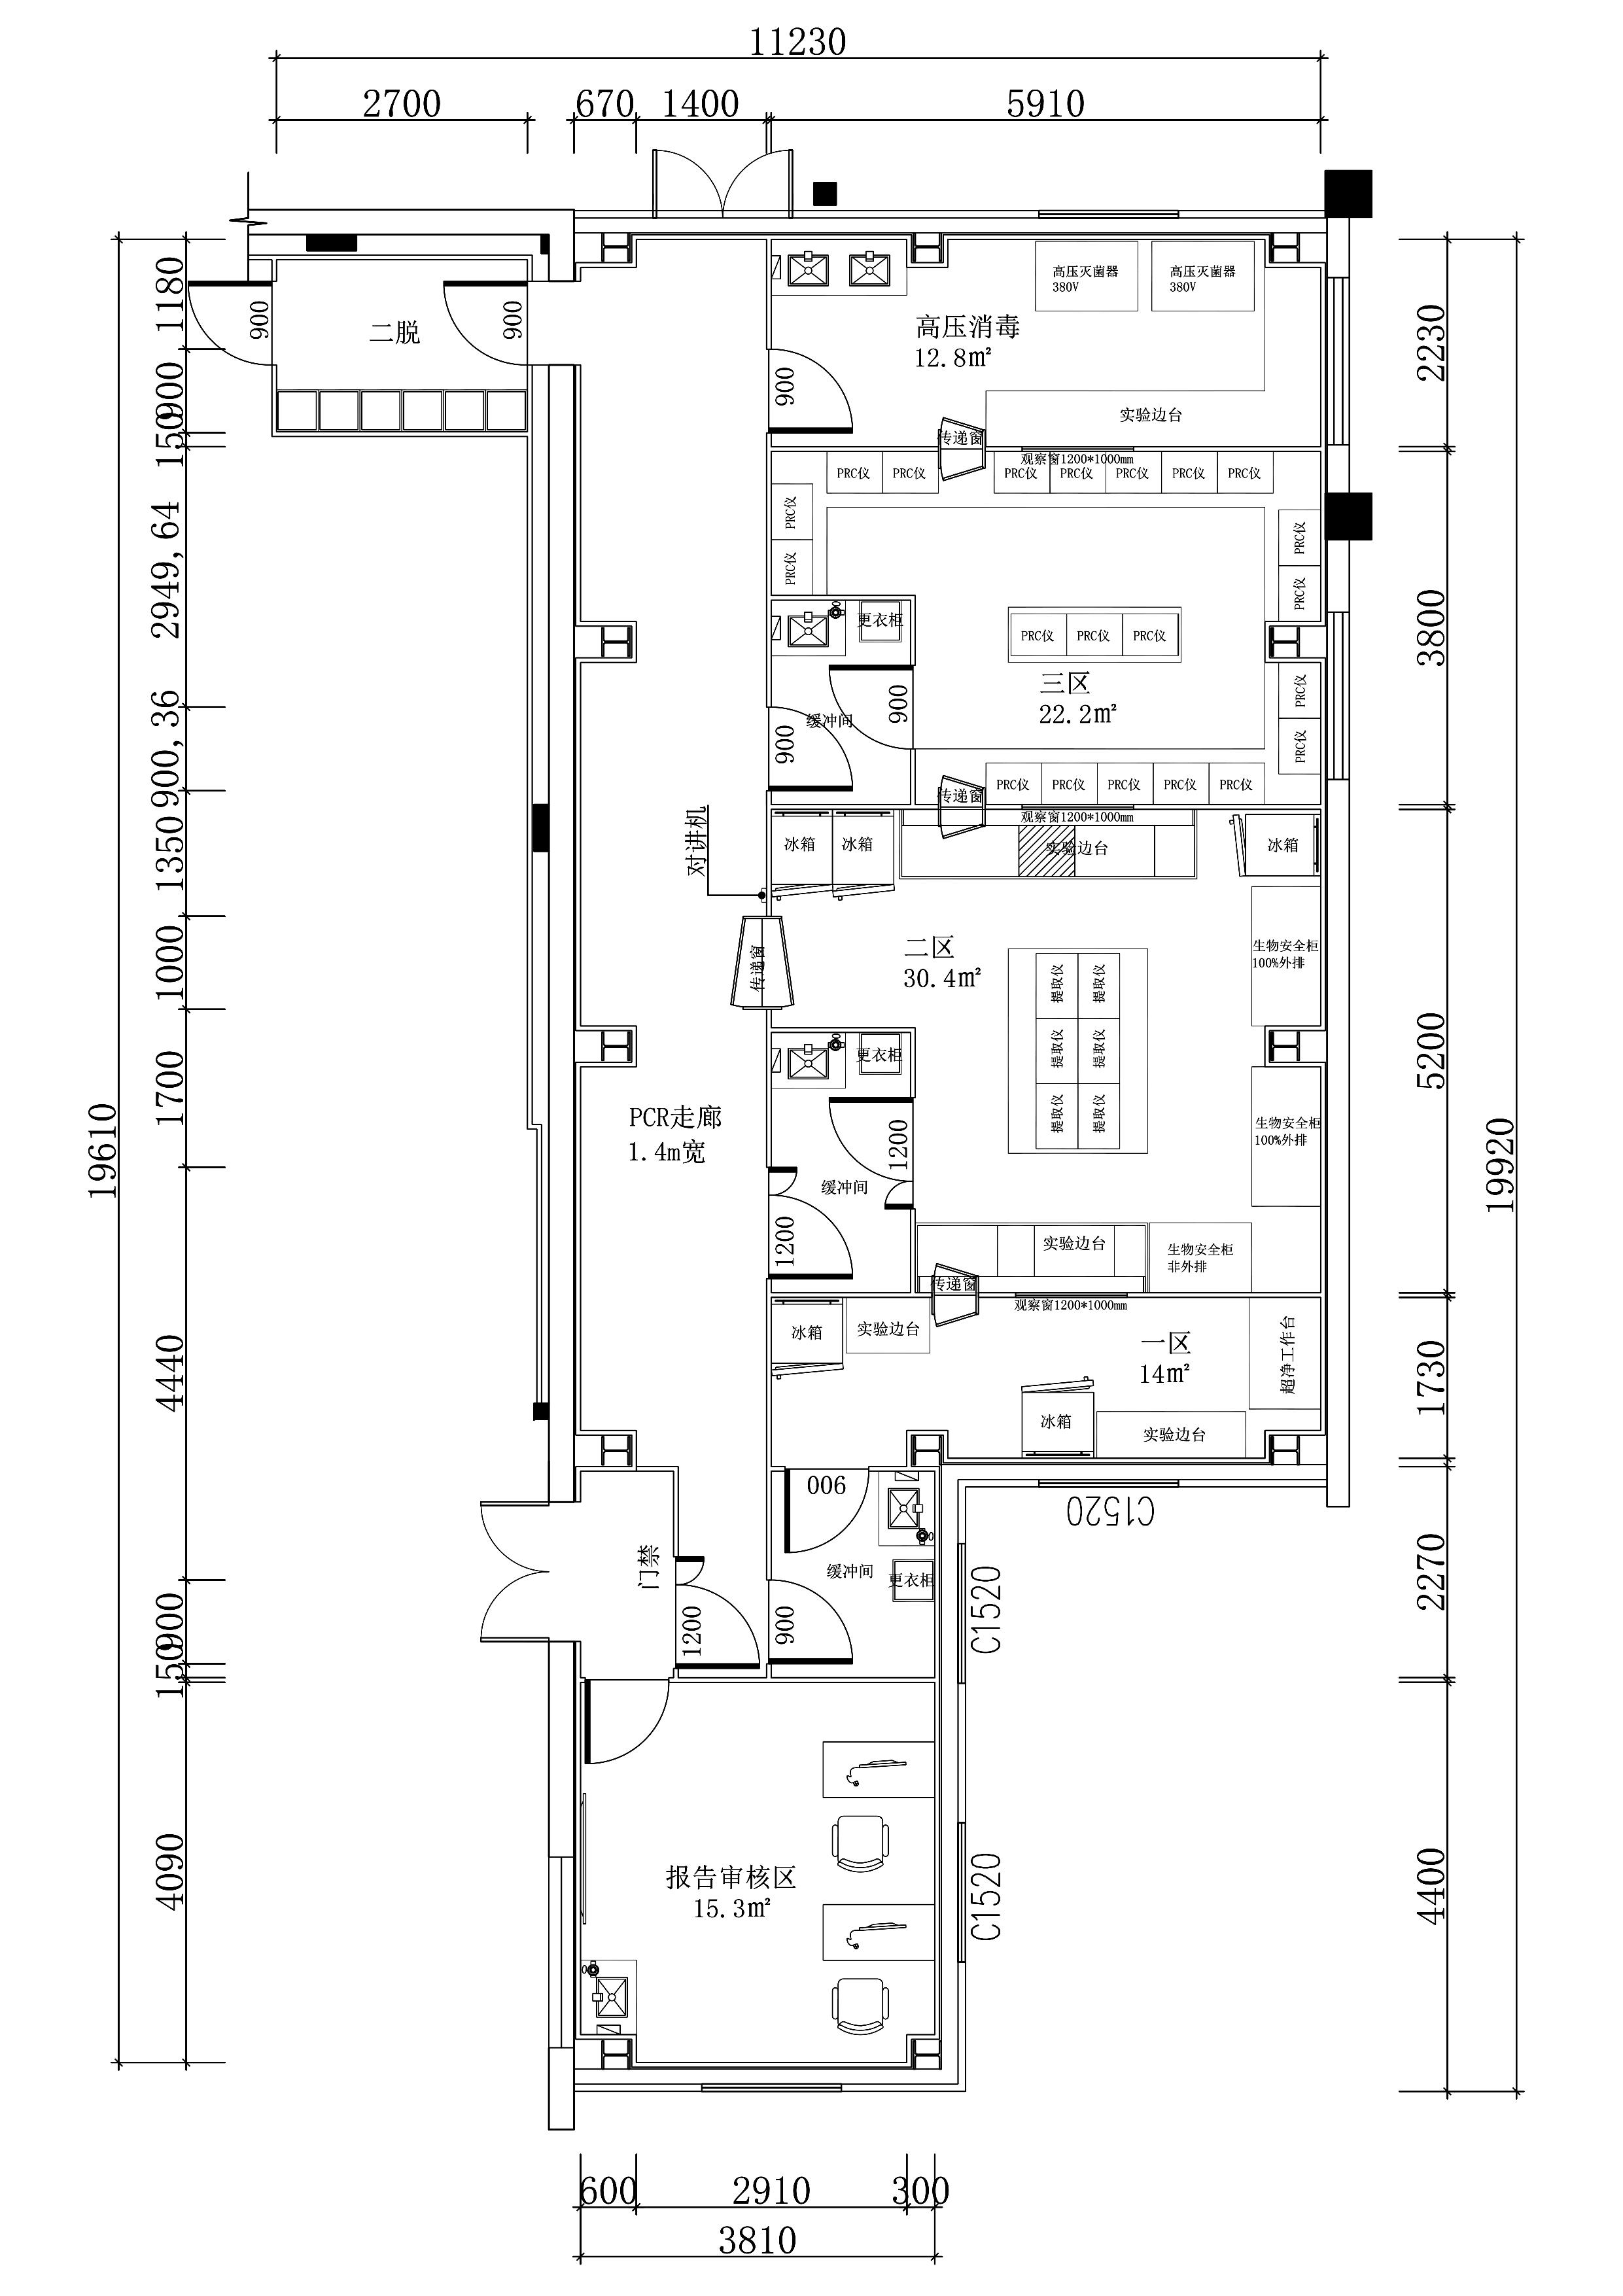 11230
2700
670
1400
5910
1180
900
150
2949,64
900,36
1350
1000
1700
4440
900
150
4090
19610
2230
3800
5200
1730
2270
4400
19920
900
二脱
900
高压灭菌器
380V
高压灭菌器
380V
高压消毒
12.8㎡
900
实验边台
传递窗
观察窗1200*1000mm
PRC仪
PRC仪
PRC仪
PRC仪
PRC仪
PRC仪
PRC仪
PRC仪
PRC仪
PRC仪
PRC仪
更衣柜
PRC仪
PRC仪
PRC仪
三区
22.2㎡
PRC仪
PRC仪
900
缓冲间
900
传递窗
PRC仪
PRC仪
PRC仪
PRC仪
PRC仪
观察窗1200*1000mm
对讲机
冰箱
冰箱
实验边台
冰箱
传递窗
二区
30.4㎡
提取仪
提取仪
提取仪
提取仪
提取仪
提取仪
生物安全柜
100%外排
更衣柜
PCR走廊
1.4m宽
1200
缓冲间
1200
生物安全柜
100%外排
实验边台
生物安全柜
非外排
传递窗
观察窗1200*1000mm
冰箱
实验边台
一区
14㎡
超净工作台
冰箱
实验边台
900
C1520
门禁
1200
缓冲间
900
更衣柜
C1520
报告审核区
15.3㎡
C1520
600
2910
300
3810